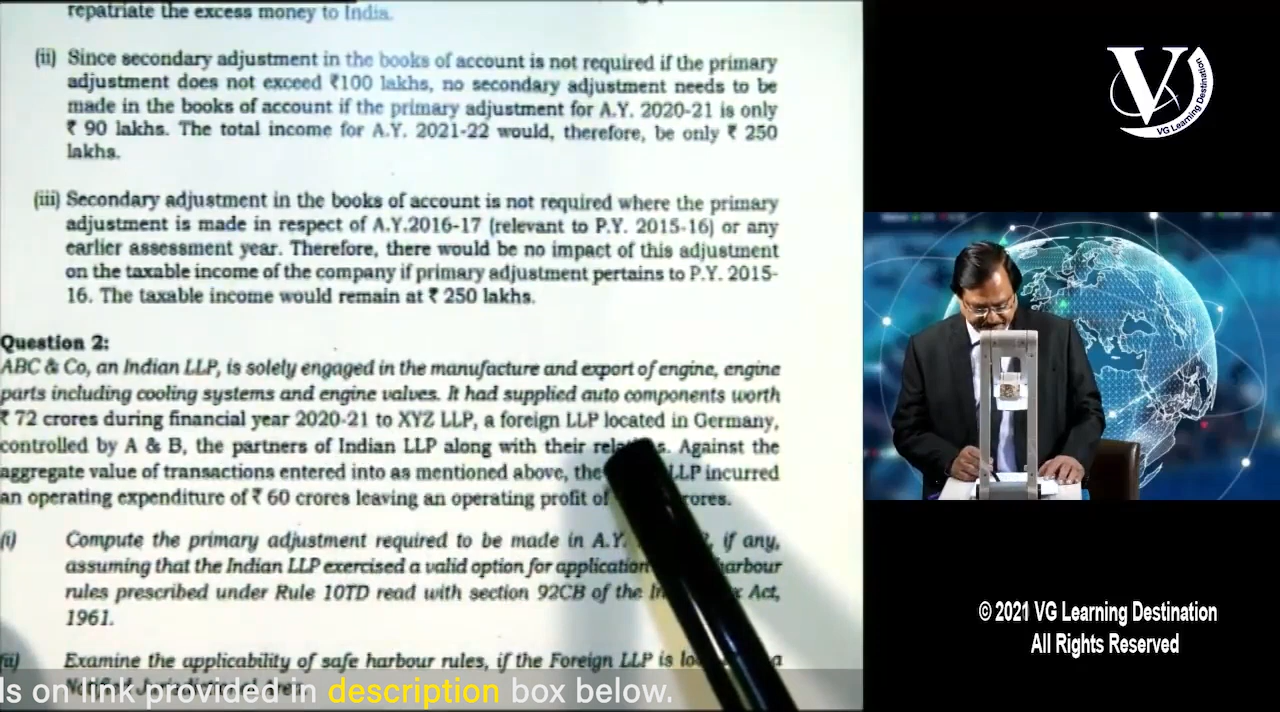 repatriate the excess money to India.
(ii) Since secondary adjustment in the books of account is not required if the primary
adjustment does not exceed ₹100 lakhs, no secondary adjustment needs to be
made in the books of account if the primary adjustment for A.Y. 2020-21 is only
₹ 90 lakhs. The total income for A.Y. 2021-22 would, therefore, be only ₹ 250
lakhs.
(iii) Secondary adjustment in the books of account is not required where the primary
adjustment is made in respect of A.Y.2016-17 (relevant to P.Y. 2015-16) or any
earlier assessment year. Therefore, there would be no impact of this adjustment
on the taxable income of the company if primary adjustment pertains to P.Y. 2015-
16. The taxable income would remain at ₹ 250 lakhs.
Question 2:
ABC & Co, an Indian LLP, is solely engaged in the manufacture and export of engine, engine
parts including cooling systems and engine valves. It had supplied auto components worth
₹ 72 crores during financial year 2020-21 to XYZ LLP, a foreign LLP located in Germany,
controlled by A & B, the partners of Indian LLP along with their Against the
aggregate value of transactions entered into as mentioned above, the LLP incurred
an operating expenditure of ₹ 60 crores leaving an operating profit of
(i) Compute the primary adjustment required to be made in A.Y. if any,
assuming that the Indian LLP exercised a valid option for application harbour
rules prescribed under Rule 10TD read with section 92CB of the Act,
1961.
(ii) Examine the applicability of safe harbour rules, if the Foreign LLP is a
ls on link provided in description box below.
V
VG Learning Destination
© 2021 VG Learning Destination
All Rights Reserved